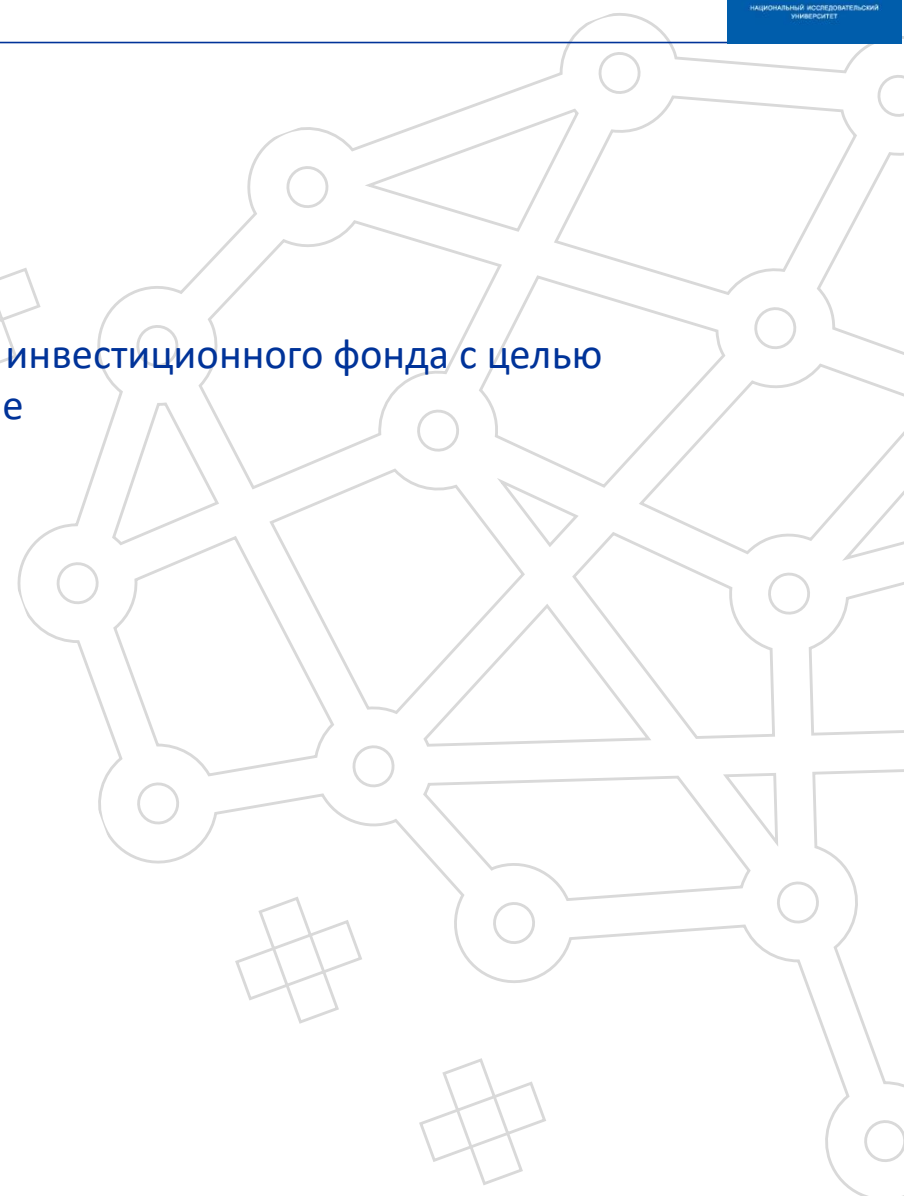 НАЦИОНАЛЬНЫЙ ИССЛЕДОВАТЕЛЬСКИЙ
УНИВЕРСИТЕТ
инвестиционного фонда с целью
е